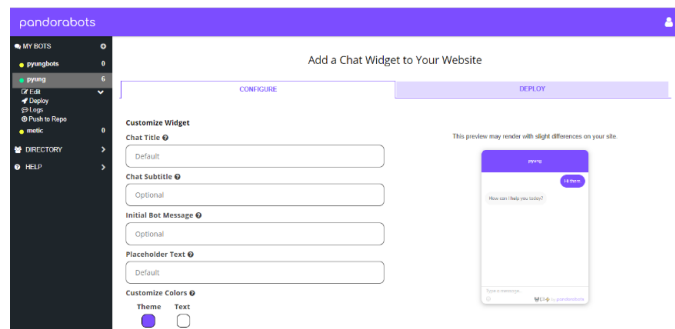 pandorabots
MY BOTS
pyungbots 0
pyung 6
Edit
Deploy
Logs
Push to Repo
metic 0
DIRECTORY
HELP
Add a Chat Widget to Your Website
CONFIGURE DEPLOY
Customize Widget
Chat Title
Default
Chat Subtitle
Optional
Initial Bot Message
Optional
Placeholder Text
Default
Customize Colors
Theme Text
This preview may render with slight differences on your site.
pyung
Hi there
How can I help you today?
Type a message...